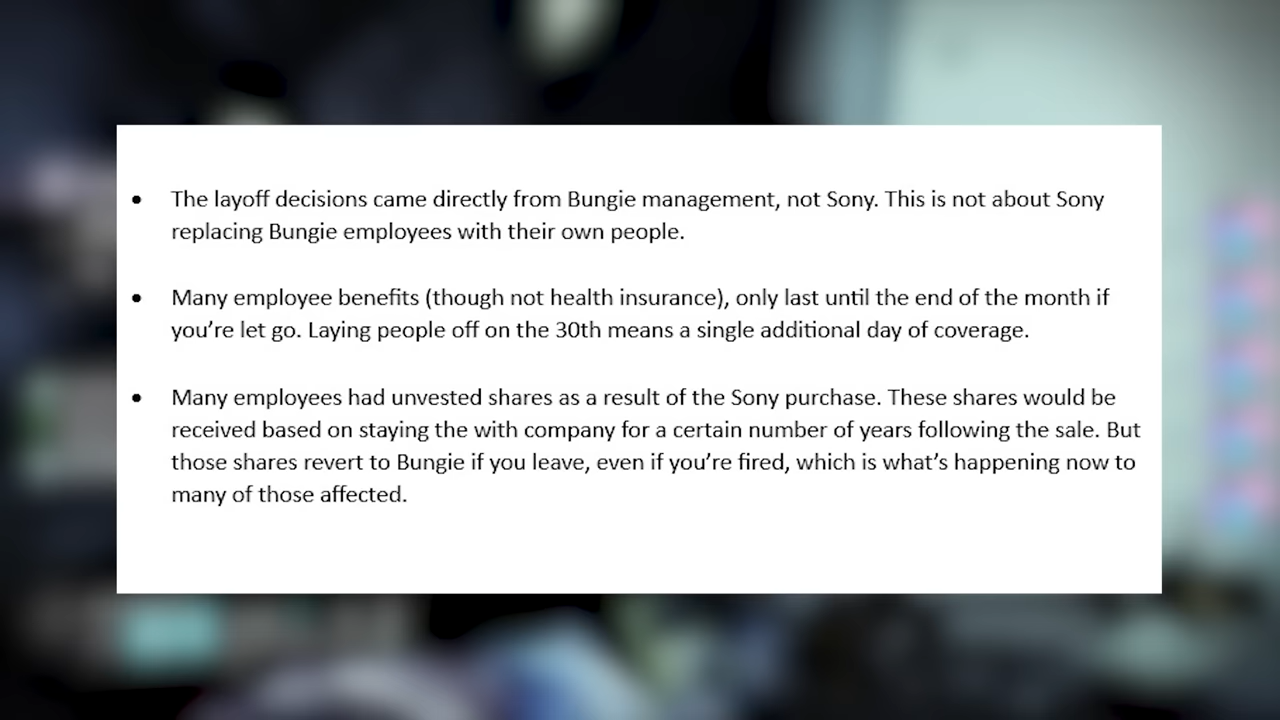 • The layoff decisions came directly from Bungie management, not Sony. This is not about Sony
replacing Bungie employees with their own people.
• Many employee benefits (though not health insurance), only last until the end of the month if
you're let go. Laying people off on the 30th means a single additional day of coverage.
• Many employees had unvested shares as a result of the Sony purchase. These shares would be
received based on staying the with company for a certain number of years following the sale. But
those shares revert to Bungie if you leave, even if you're fired, which is what's happening now to
many of those affected.